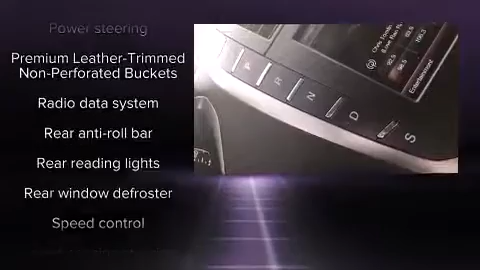 Power steering
Premium Leather-Trimmed
Non-Perforated Buckets
Radio data system
Rear anti-roll bar
Rear reading lights
Rear window defroster
Speed control
P
R
N
D
S
Entertainment